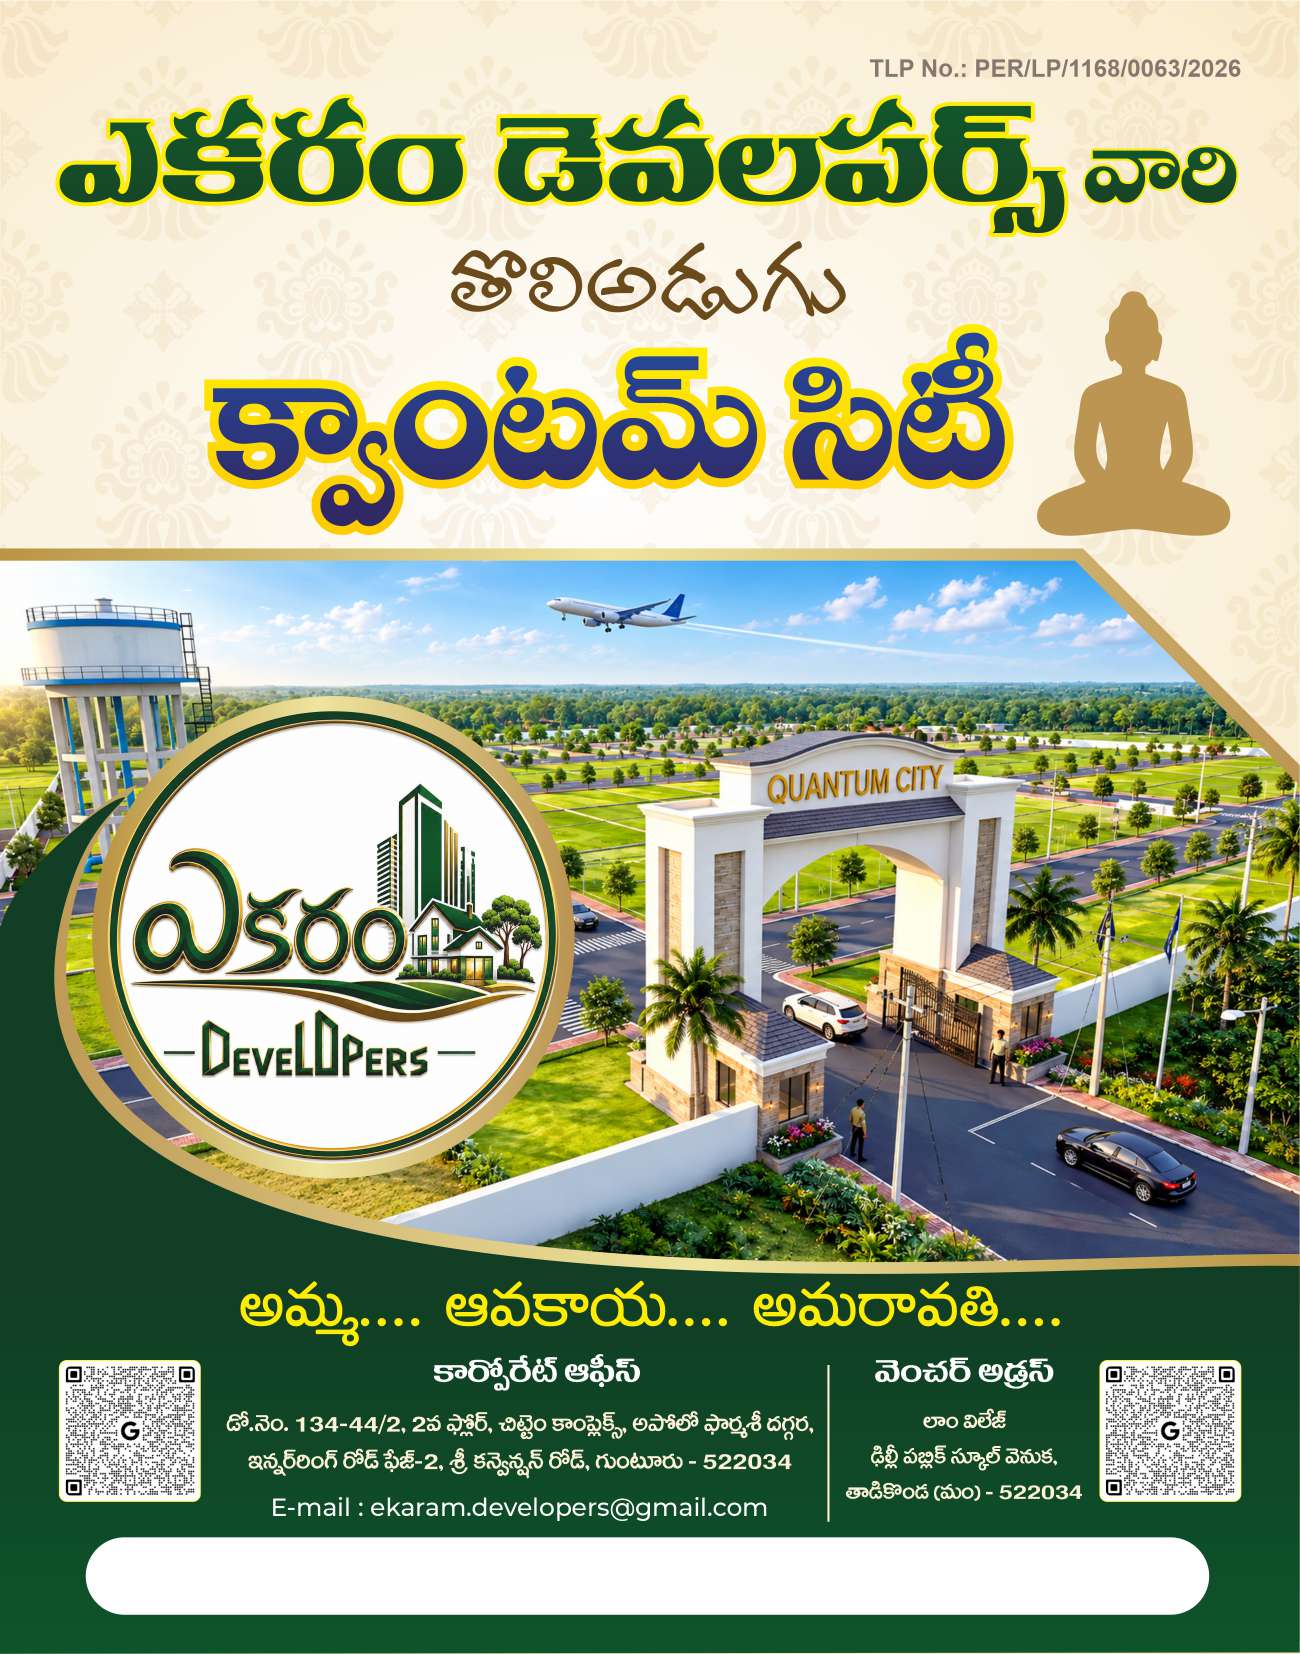 TLP No.: PER/LP/1168/0063/2026
ఎకరం డెవలపర్స్ వారి
తొలిఅడుగు
క్వాంటమ్ సిటీ
QUANTUM CITY
ఎకరం
DEVELOPERS
అమ్మ.... ఆవకాయ.... అమరావతి....
కార్పోరేట్ ఆఫీస్
డో.నెం. 134-44/2, 2వ ఫ్లోర్, చిట్టెం కాంప్లెక్స్, అపోలో ఫార్మశీ దగ్గర,
ఇన్నర్‌రింగ్ రోడ్ ఫేజ్-2, శ్రీ కన్వెన్షన్ రోడ్, గుంటూరు - 522034
E-mail : ekaram.developers@gmail.com
వెంచర్ అడ్రస్
లాం విలేజ్
ఢిల్లీ పబ్లిక్ స్కూల్ వెనుక,
తాడికొండ (మం) - 522034